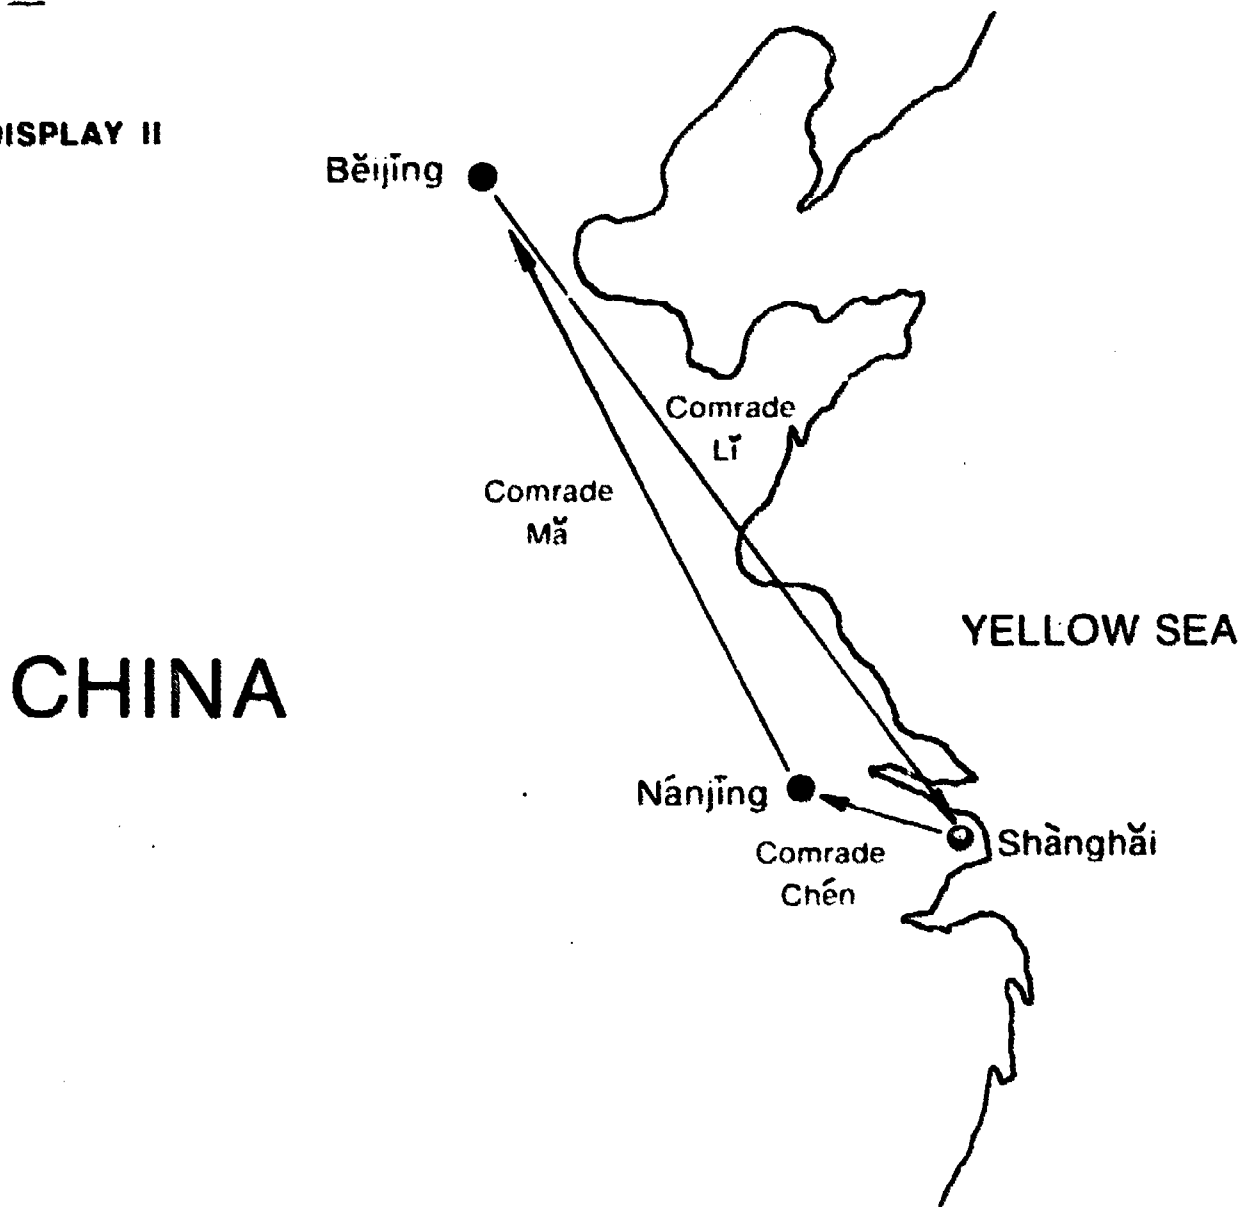 DISPLAY II
Běijīng
Comrade
Lǐ
Comrade
Mǎ
YELLOW SEA
CHINA
Nánjīng
Shànghǎi
Comrade
Chén